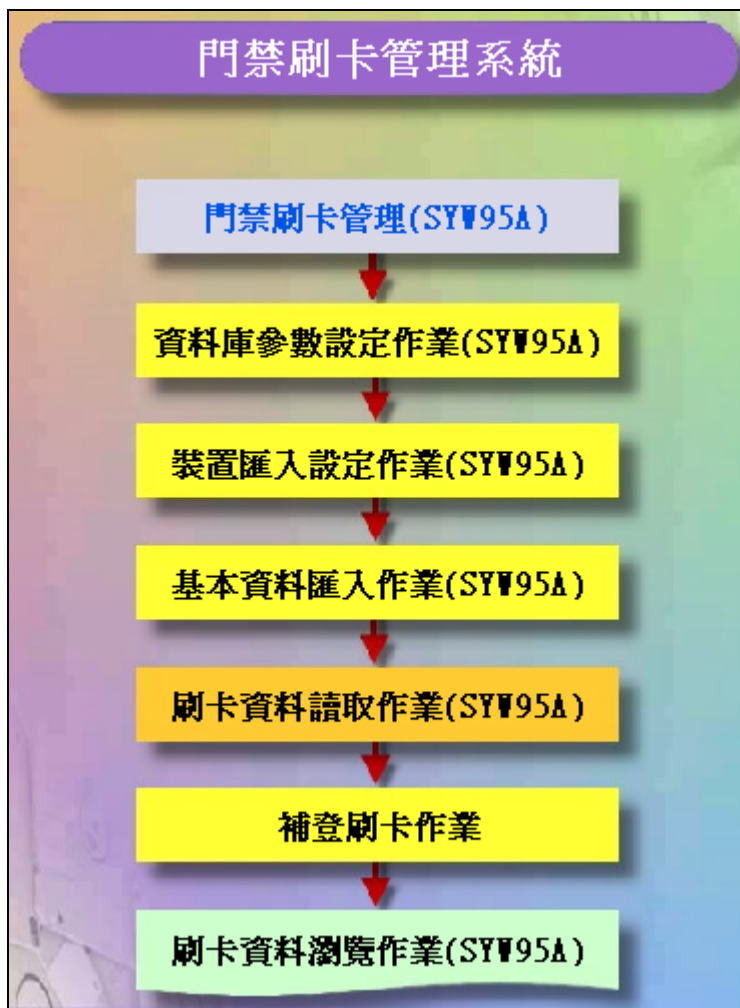 門禁刷卡管理系統
門禁刷卡管理(SYW95A)
資料庫參數設定作業(SYW95A)
裝置匯入設定作業(SYW95A)
基本資料匯入作業(SYW95A)
刷卡資料讀取作業(SYW95A)
補登刷卡作業
刷卡資料瀏覽作業(SYW95A)